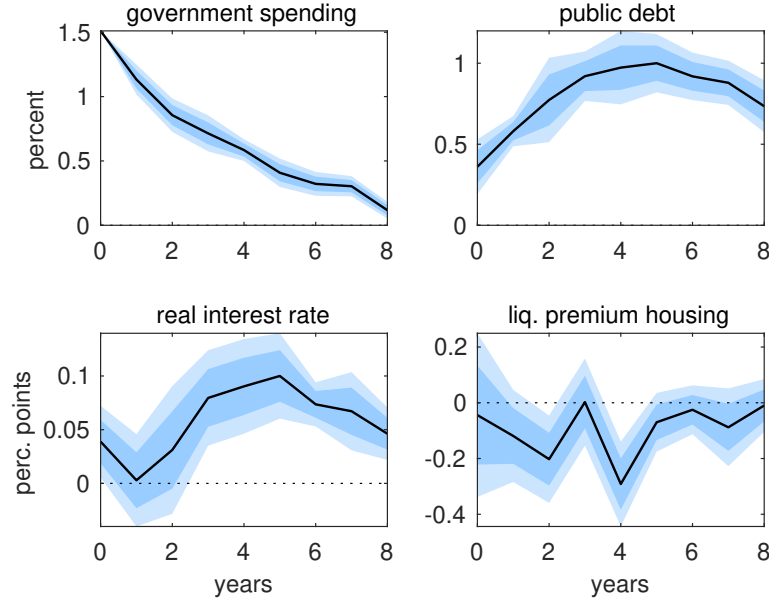 government spending
public debt
percent
1.5
1
0.5
0
1
0.5
0
0 2 4 6 8
0 2 4 6 8
real interest rate
liq. premium housing
perc. points
0.1
0.05
0
0.2
0
-0.2
-0.4
0 2 4 6 8
0 2 4 6 8
years
years